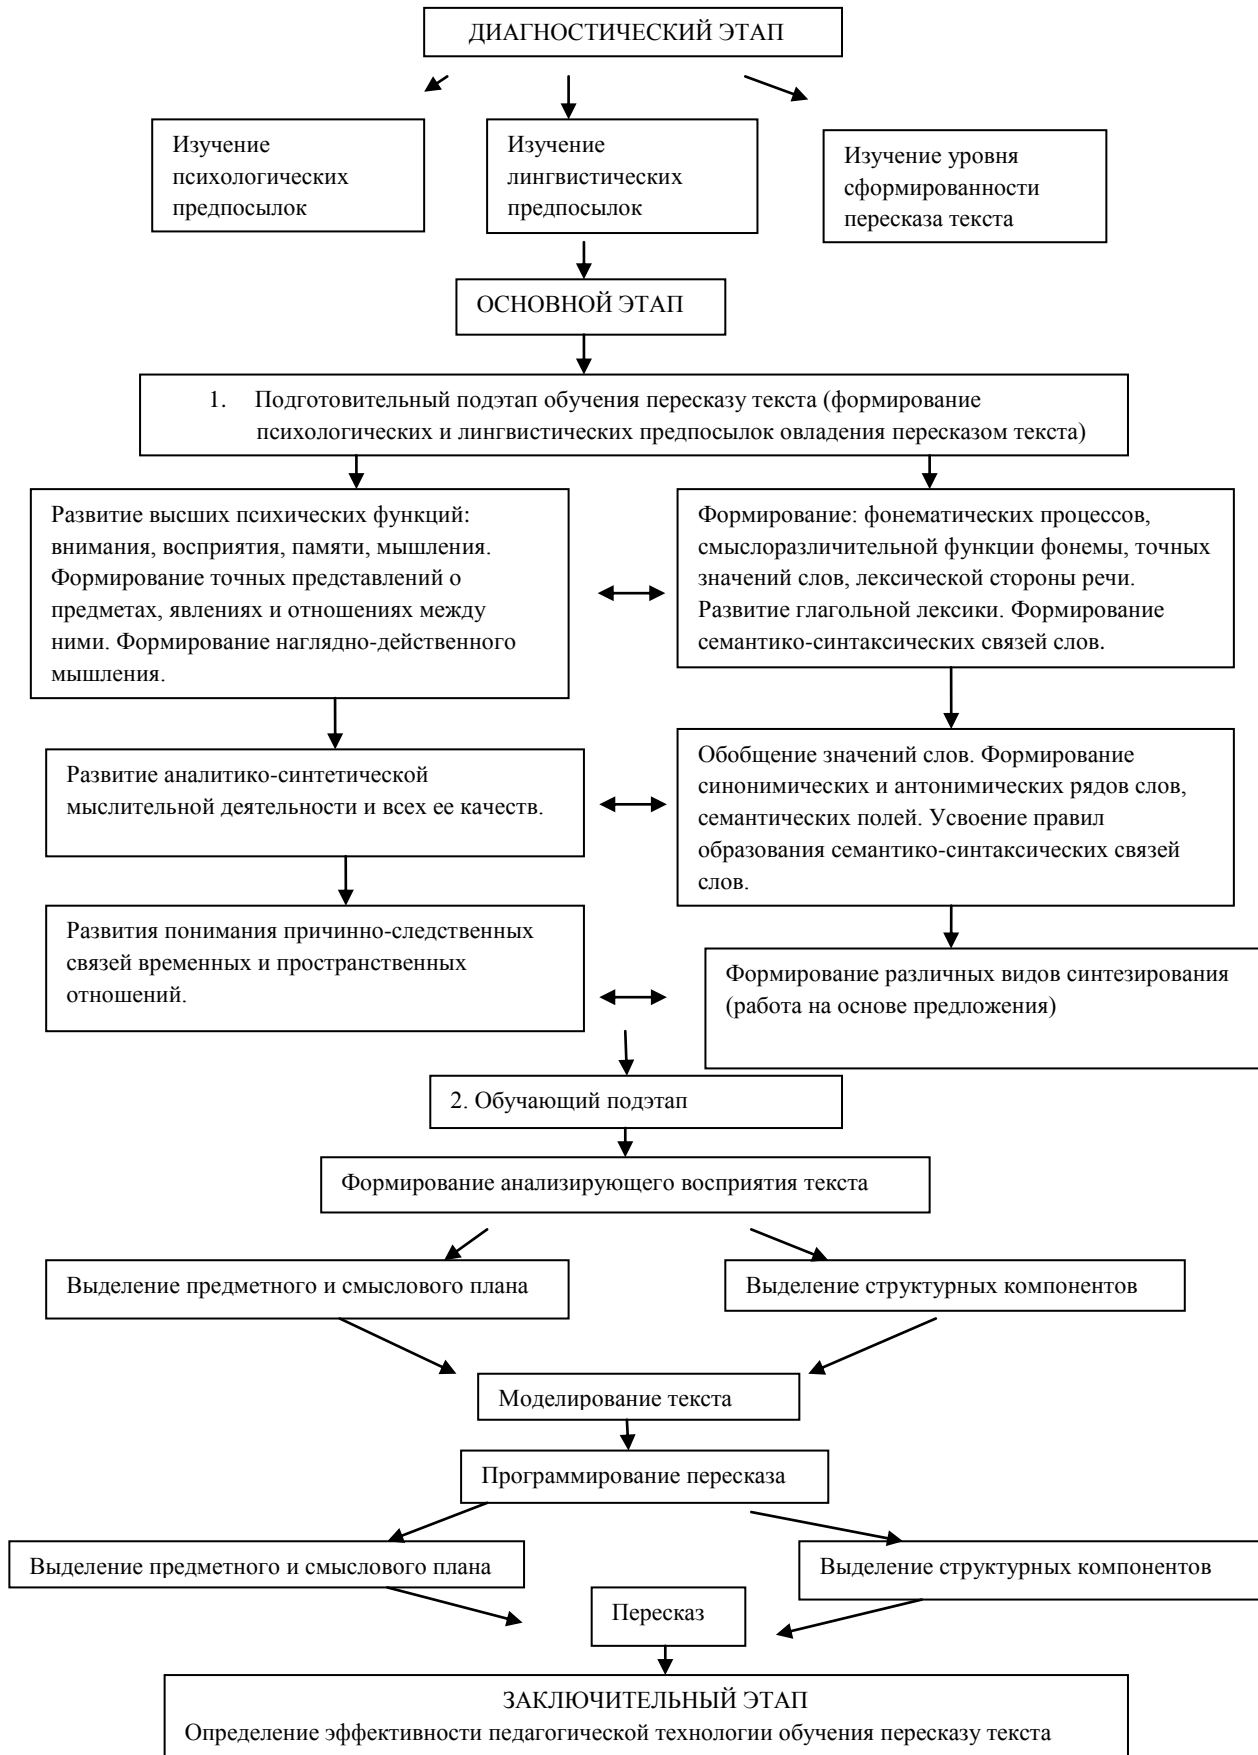 ДИАГНОСТИЧЕСКИЙ ЭТАП
Изучение
психологических
предпосылок
Изучение
лингвистических
предпосылок
Изучение уровня
сформированности
пересказа текста
ОСНОВНОЙ ЭТАП
1. Подготовительный подэтап обучения пересказу текста (формирование
психологических и лингвистических предпосылок овладения пересказом текста)
Развитие высших психических функций:
внимания, восприятия, памяти, мышления.
Формирование точных представлений о
предметах, явлениях и отношениях между
ними. Формирование наглядно-действенного
мышления.
Формирование: фонематических процессов,
смыслоразличительной функции фонемы, точных
значений слов, лексической стороны речи.
Развитие глагольной лексики. Формирование
семантико-синтаксических связей слов.
Развитие аналитико-синтетической
мыслительной деятельности и всех ее качеств.
Обобщение значений слов. Формирование
синонимических и антонимических рядов слов,
семантических полей. Усвоение правил
образования семантико-синтаксических связей
слов.
Развития понимания причинно-следственных
связей временных и пространственных
отношений.
Формирование различных видов синтезирования
(работа на основе предложения)
2. Обучающий подэтап
Формирование анализирующего восприятия текста
Выделение предметного и смыслового плана
Выделение структурных компонентов
Моделирование текста
Программирование пересказа
Выделение предметного и смыслового плана
Выделение структурных компонентов
Пересказ
ЗАКЛЮЧИТЕЛЬНЫЙ ЭТАП
Определение эффективности педагогической технологии обучения пересказу текста